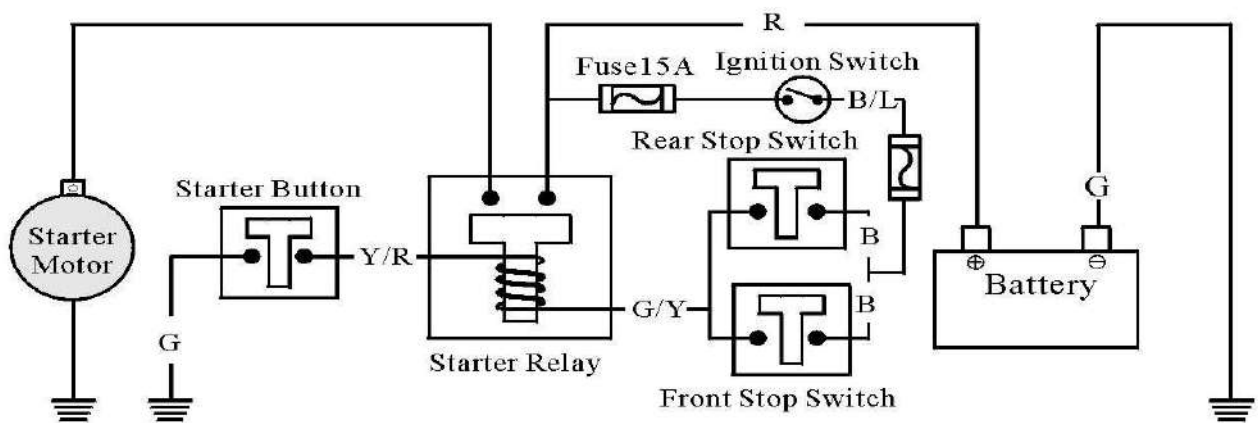 R
Fuse15A
Ignition Switch
B/L
Rear Stop Switch
Starter Button
G
Starter
Motor
Y/R
B
⊕
⊖
Battery
G/Y
B
G
Starter Relay
Front Stop Switch